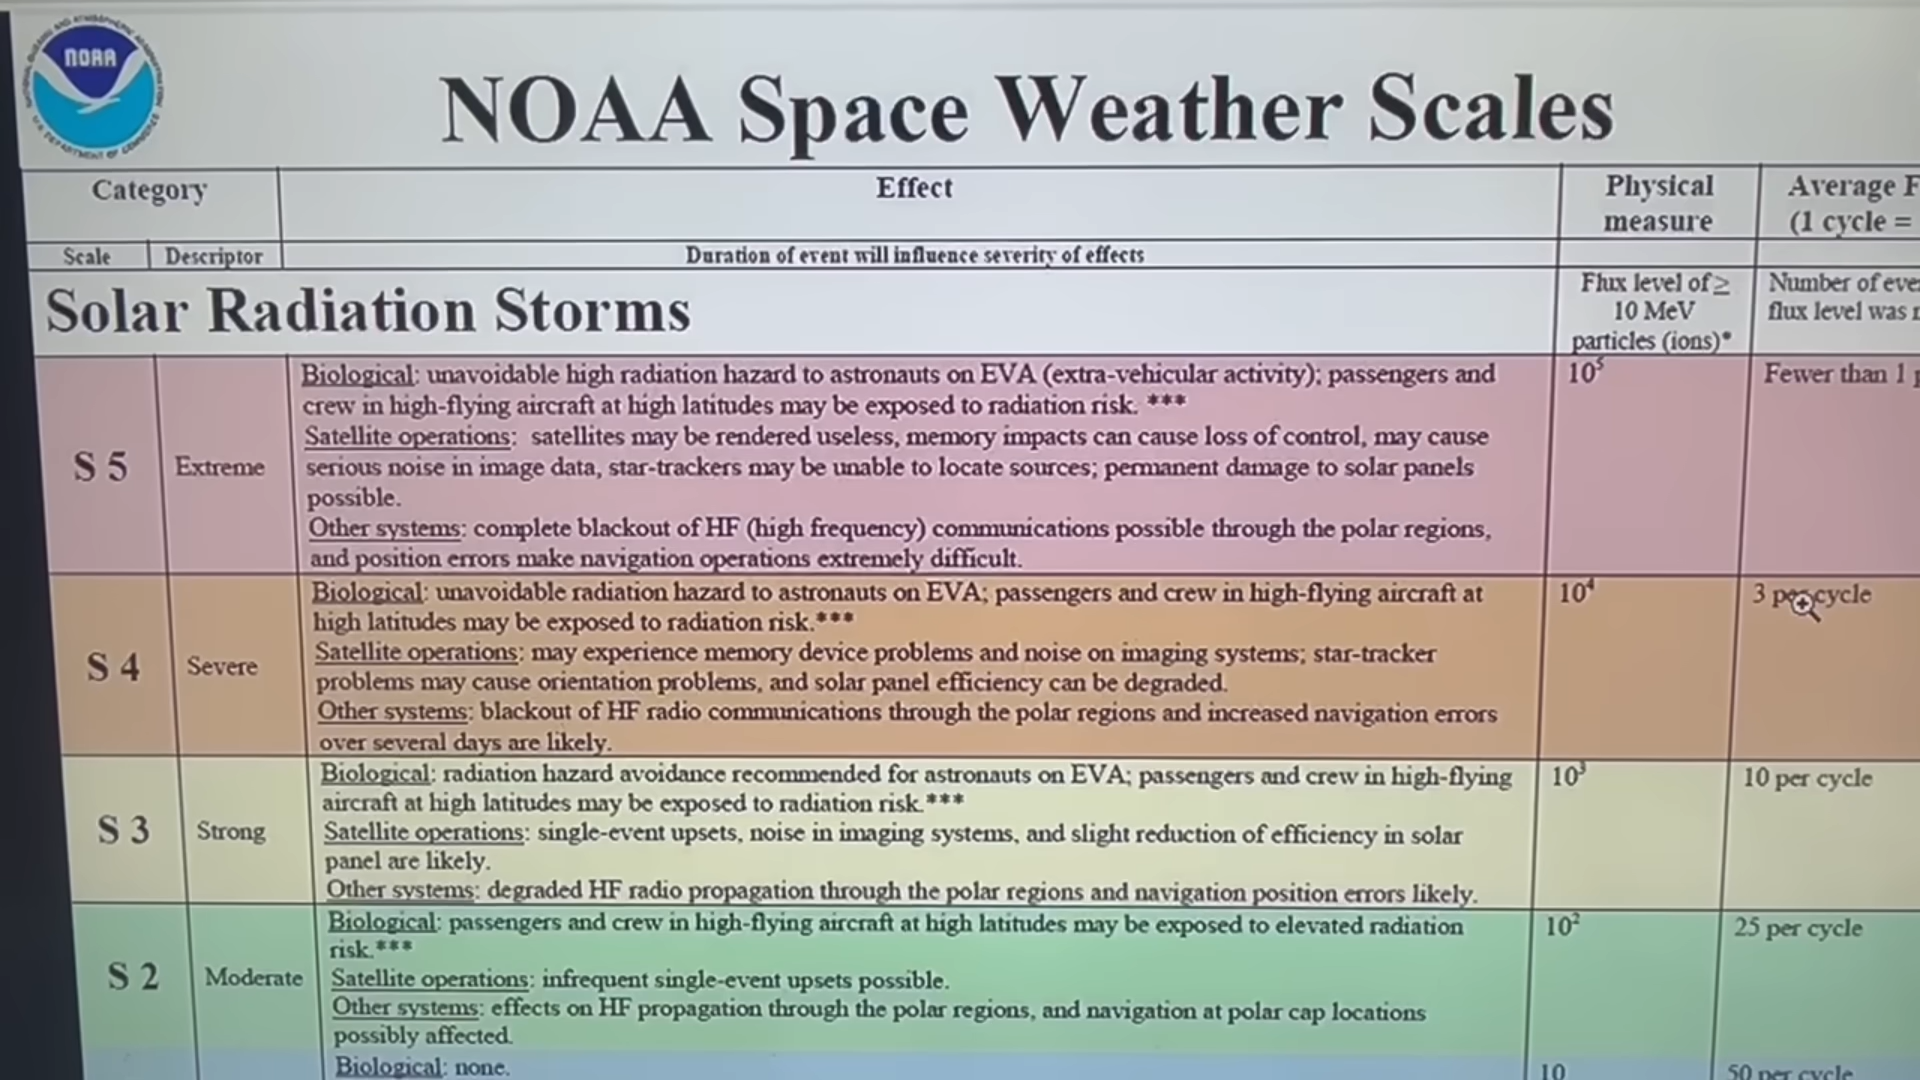 NOAA
NOAA Space Weather Scales
Category
Effect
Physical
measure
Average F
(1 cycle =
Scale
Descriptor
Duration of event will influence severity of effects
Solar Radiation Storms
Flux level of ≥
10 MeV
particles (ions)*
Number of eve
flux level was
S 5
Extreme
Biological: unavoidable high radiation hazard to astronauts on EVA (extra-vehicular activity); passengers and
crew in high-flying aircraft at high latitudes may be exposed to radiation risk. ***
Satellite operations: satellites may be rendered useless, memory impacts can cause loss of control, may cause
serious noise in image data, star-trackers may be unable to locate sources; permanent damage to solar panels
possible.
Other systems: complete blackout of HF (high frequency) communications possible through the polar regions,
and position errors make navigation operations extremely difficult.
10⁵
Fewer than 1 p
S 4
Severe
Biological: unavoidable radiation hazard to astronauts on EVA; passengers and crew in high-flying aircraft at
high latitudes may be exposed to radiation risk.***
Satellite operations: may experience memory device problems and noise on imaging systems; star-tracker
problems may cause orientation problems, and solar panel efficiency can be degraded.
Other systems: blackout of HF radio communications through the polar regions and increased navigation errors
over several days are likely.
10⁴
3 per cycle
S 3
Strong
Biological: radiation hazard avoidance recommended for astronauts on EVA; passengers and crew in high-flying
aircraft at high latitudes may be exposed to radiation risk.***
Satellite operations: single-event upsets, noise in imaging systems, and slight reduction of efficiency in solar
panel are likely.
Other systems: degraded HF radio propagation through the polar regions and navigation position errors likely.
10³
10 per cycle
S 2
Moderate
Biological: passengers and crew in high-flying aircraft at high latitudes may be exposed to elevated radiation
risk.***
Satellite operations: infrequent single-event upsets possible.
Other systems: effects on HF propagation through the polar regions, and navigation at polar cap locations
possibly affected.
10²
25 per cycle
Biological: none.
10
50 per cycle